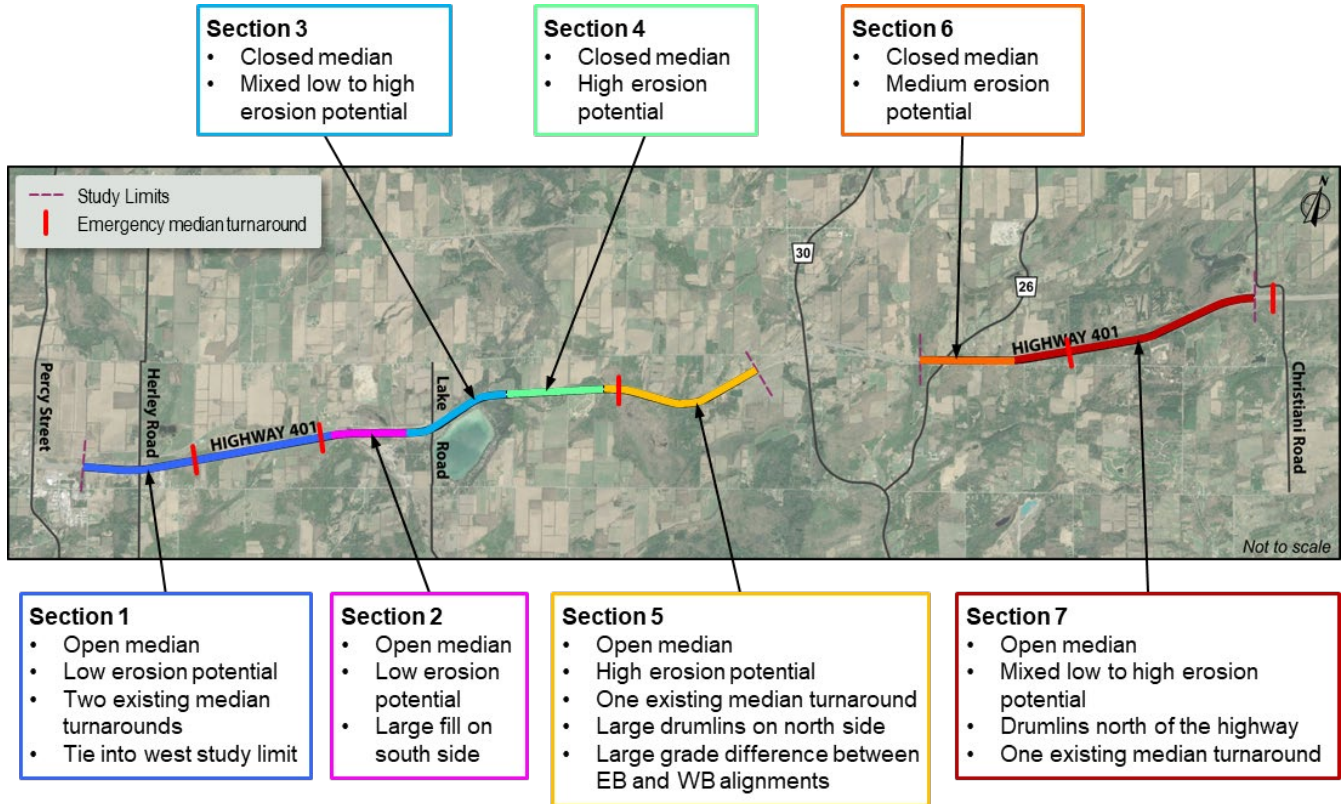 Section 3
• Closed median
• Mixed low to high
erosion potential
Section 4
• Closed median
• High erosion
potential
Section 6
• Closed median
• Medium erosion
potential
Study Limits
Emergency median turnaround
N
30
26
HIGHWAY 401
Percy Street
Herley Road
HIGHWAY 401
Lake
Road
Christiani Road
Not to scale
Section 1
• Open median
• Low erosion potential
• Two existing median
turnarounds
• Tie into west study limit
Section 2
• Open median
• Low erosion
potential
• Large fill on
south side
Section 5
• Open median
• High erosion potential
• One existing median turnaround
• Large drumlins on north side
• Large grade difference between
EB and WB alignments
Section 7
• Open median
• Mixed low to high erosion
potential
• Drumlins north of the highway
• One existing median turnaround